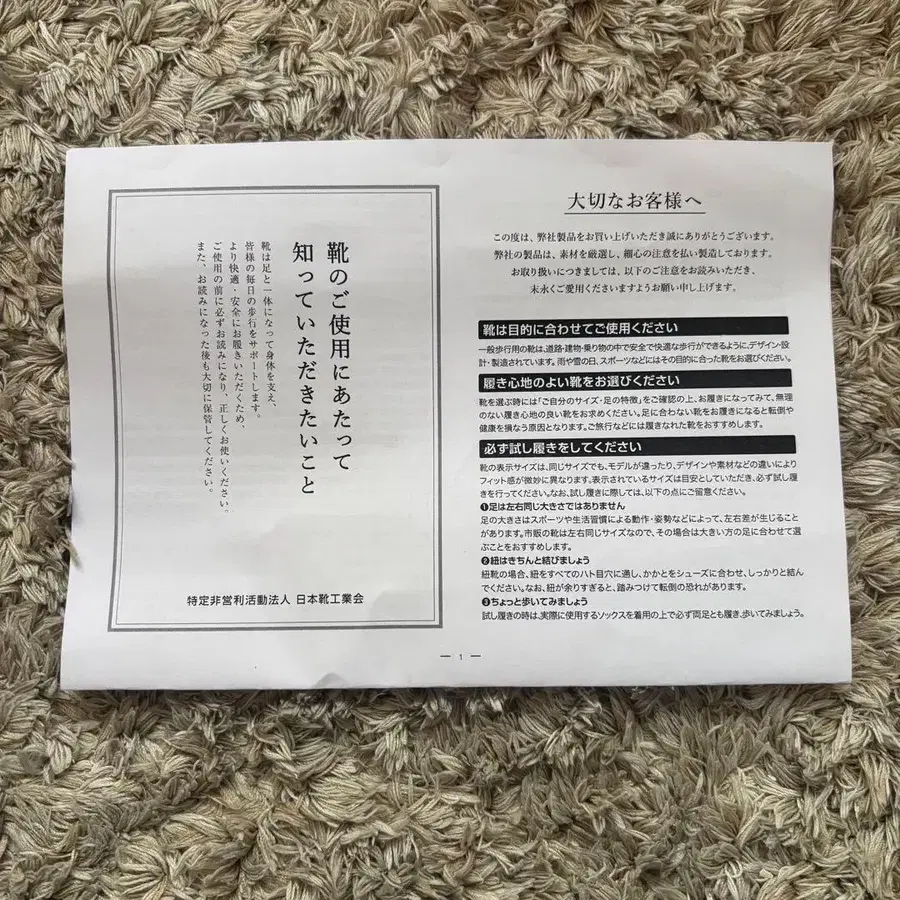 靴のご使用にあたって
知っていただきたいこと
靴は足と一体になって身体を支え、
皆様の毎日の歩行をサポートします。
より快適・安全にお履きいただくため、
ご使用の前に必ずお読みになり、正しくお使いください。
また、お読みになった後も大切に保管してください。
特定非営利活動法人 日本靴工業会
大切なお客様へ
この度は、弊社製品をお買い上げいただき誠にありがとうございます。
弊社の製品は、素材を厳選し、細心の注意を払い製造しております。
お取り扱いにつきましては、以下のご注意をお読みいただき、
末永くご愛用くださいますようお願い申し上げます。
靴は目的に合わせてご使用ください
一般歩行用の靴は、道路・建物・乗り物の中で安全で快適な歩行ができるように、デザイン・設
計・製造されています。雨や雪の日、スポーツなどにはその目的に合った靴をお選びください。
履き心地のよい靴をお選びください
靴を選ぶ時には「ご自分のサイズ・足の特徴」をご確認の上、お履きになってみて、無理
のない履き心地の良い靴をお求めください。足に合わない靴をお履きになると転倒や
健康を損なう原因となります。ご旅行などには履きなれた靴をおすすめします。
必ず試し履きをしてください
靴の表示サイズは、同じサイズでも、モデルが違ったり、デザインや素材などの違いにより
フィット感が微妙に異なります。表示されているサイズは目安としていただき、必ず試し履
きを行ってください。なお、試し履きに際しては、以下の点にご留意ください。
❶足は左右同じ大きさではありません
足の大きさはスポーツや生活習慣による動作・姿勢などによって、左右差が生じること
があります。市販の靴は左右同じサイズなので、その場合は大きい方の足に合わせて選
ぶことをおすすめします。
❷紐はきちんと結びましょう
紐靴の場合、紐をすべてのハト目穴に通し、かかとをシューズに合わせ、しっかりと結ん
でください。なお、紐が余りすぎると、踏みつけて転倒の恐れがあります。
❸ちょっと歩いてみましょう
試し履きの時は、実際に使用するソックスを着用の上で必ず両足とも履き、歩いてみましょう。
— 1 —